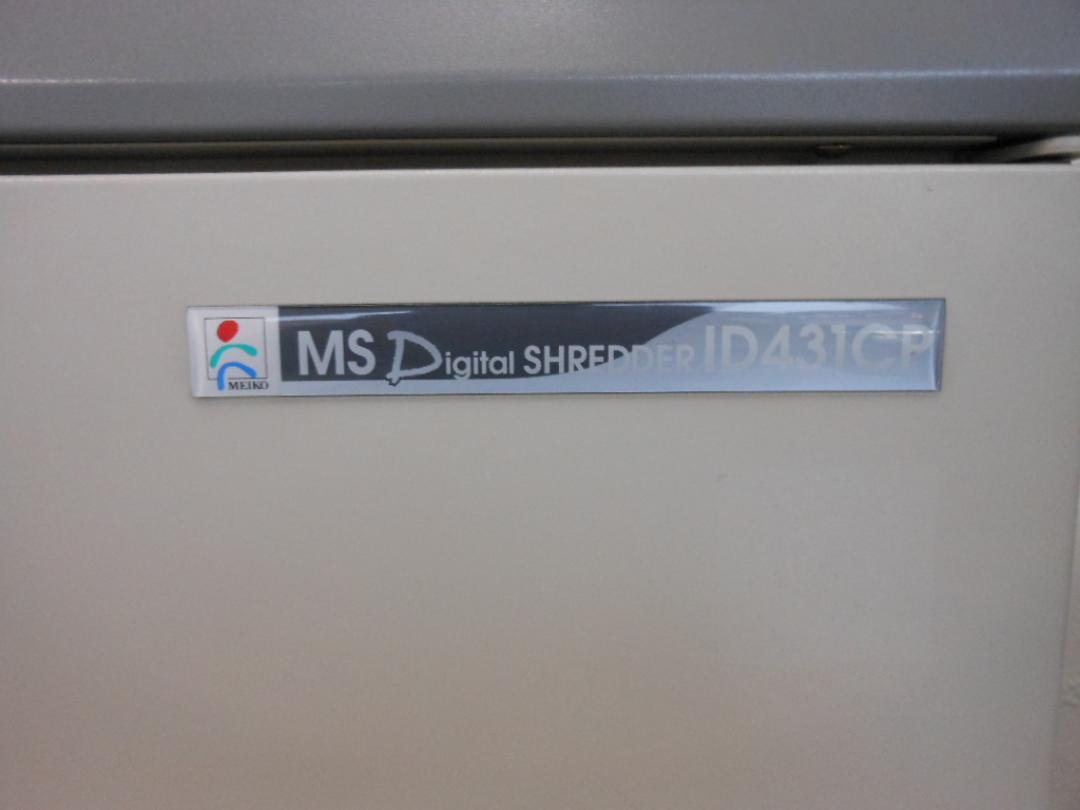 MEIKO
MS Digital SHREDDER ID431CP